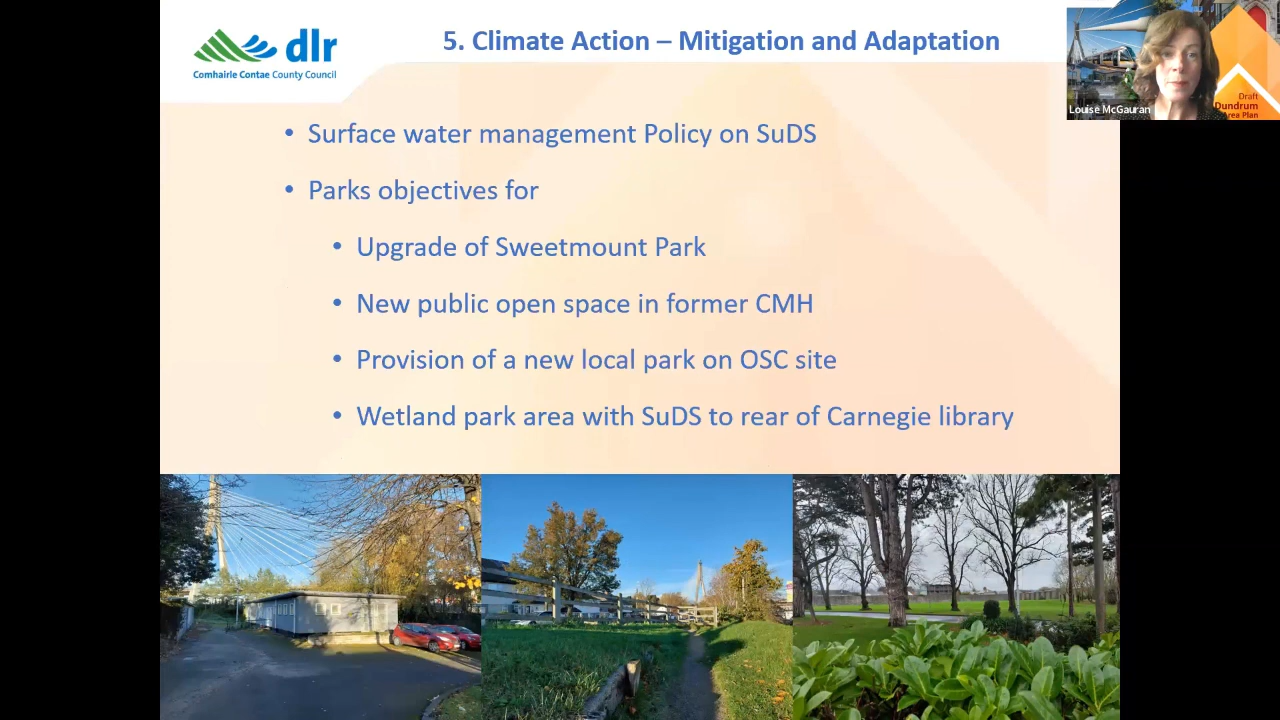 dlr
Comhairle Contae County Council
5. Climate Action – Mitigation and Adaptation
• Surface water management Policy on SuDS
• Parks objectives for
• Upgrade of Sweetmount Park
• New public open space in former CMH
• Provision of a new local park on OSC site
• Wetland park area with SuDS to rear of Carnegie library
Louise McGauran
Draft
Dundrum
Area Plan